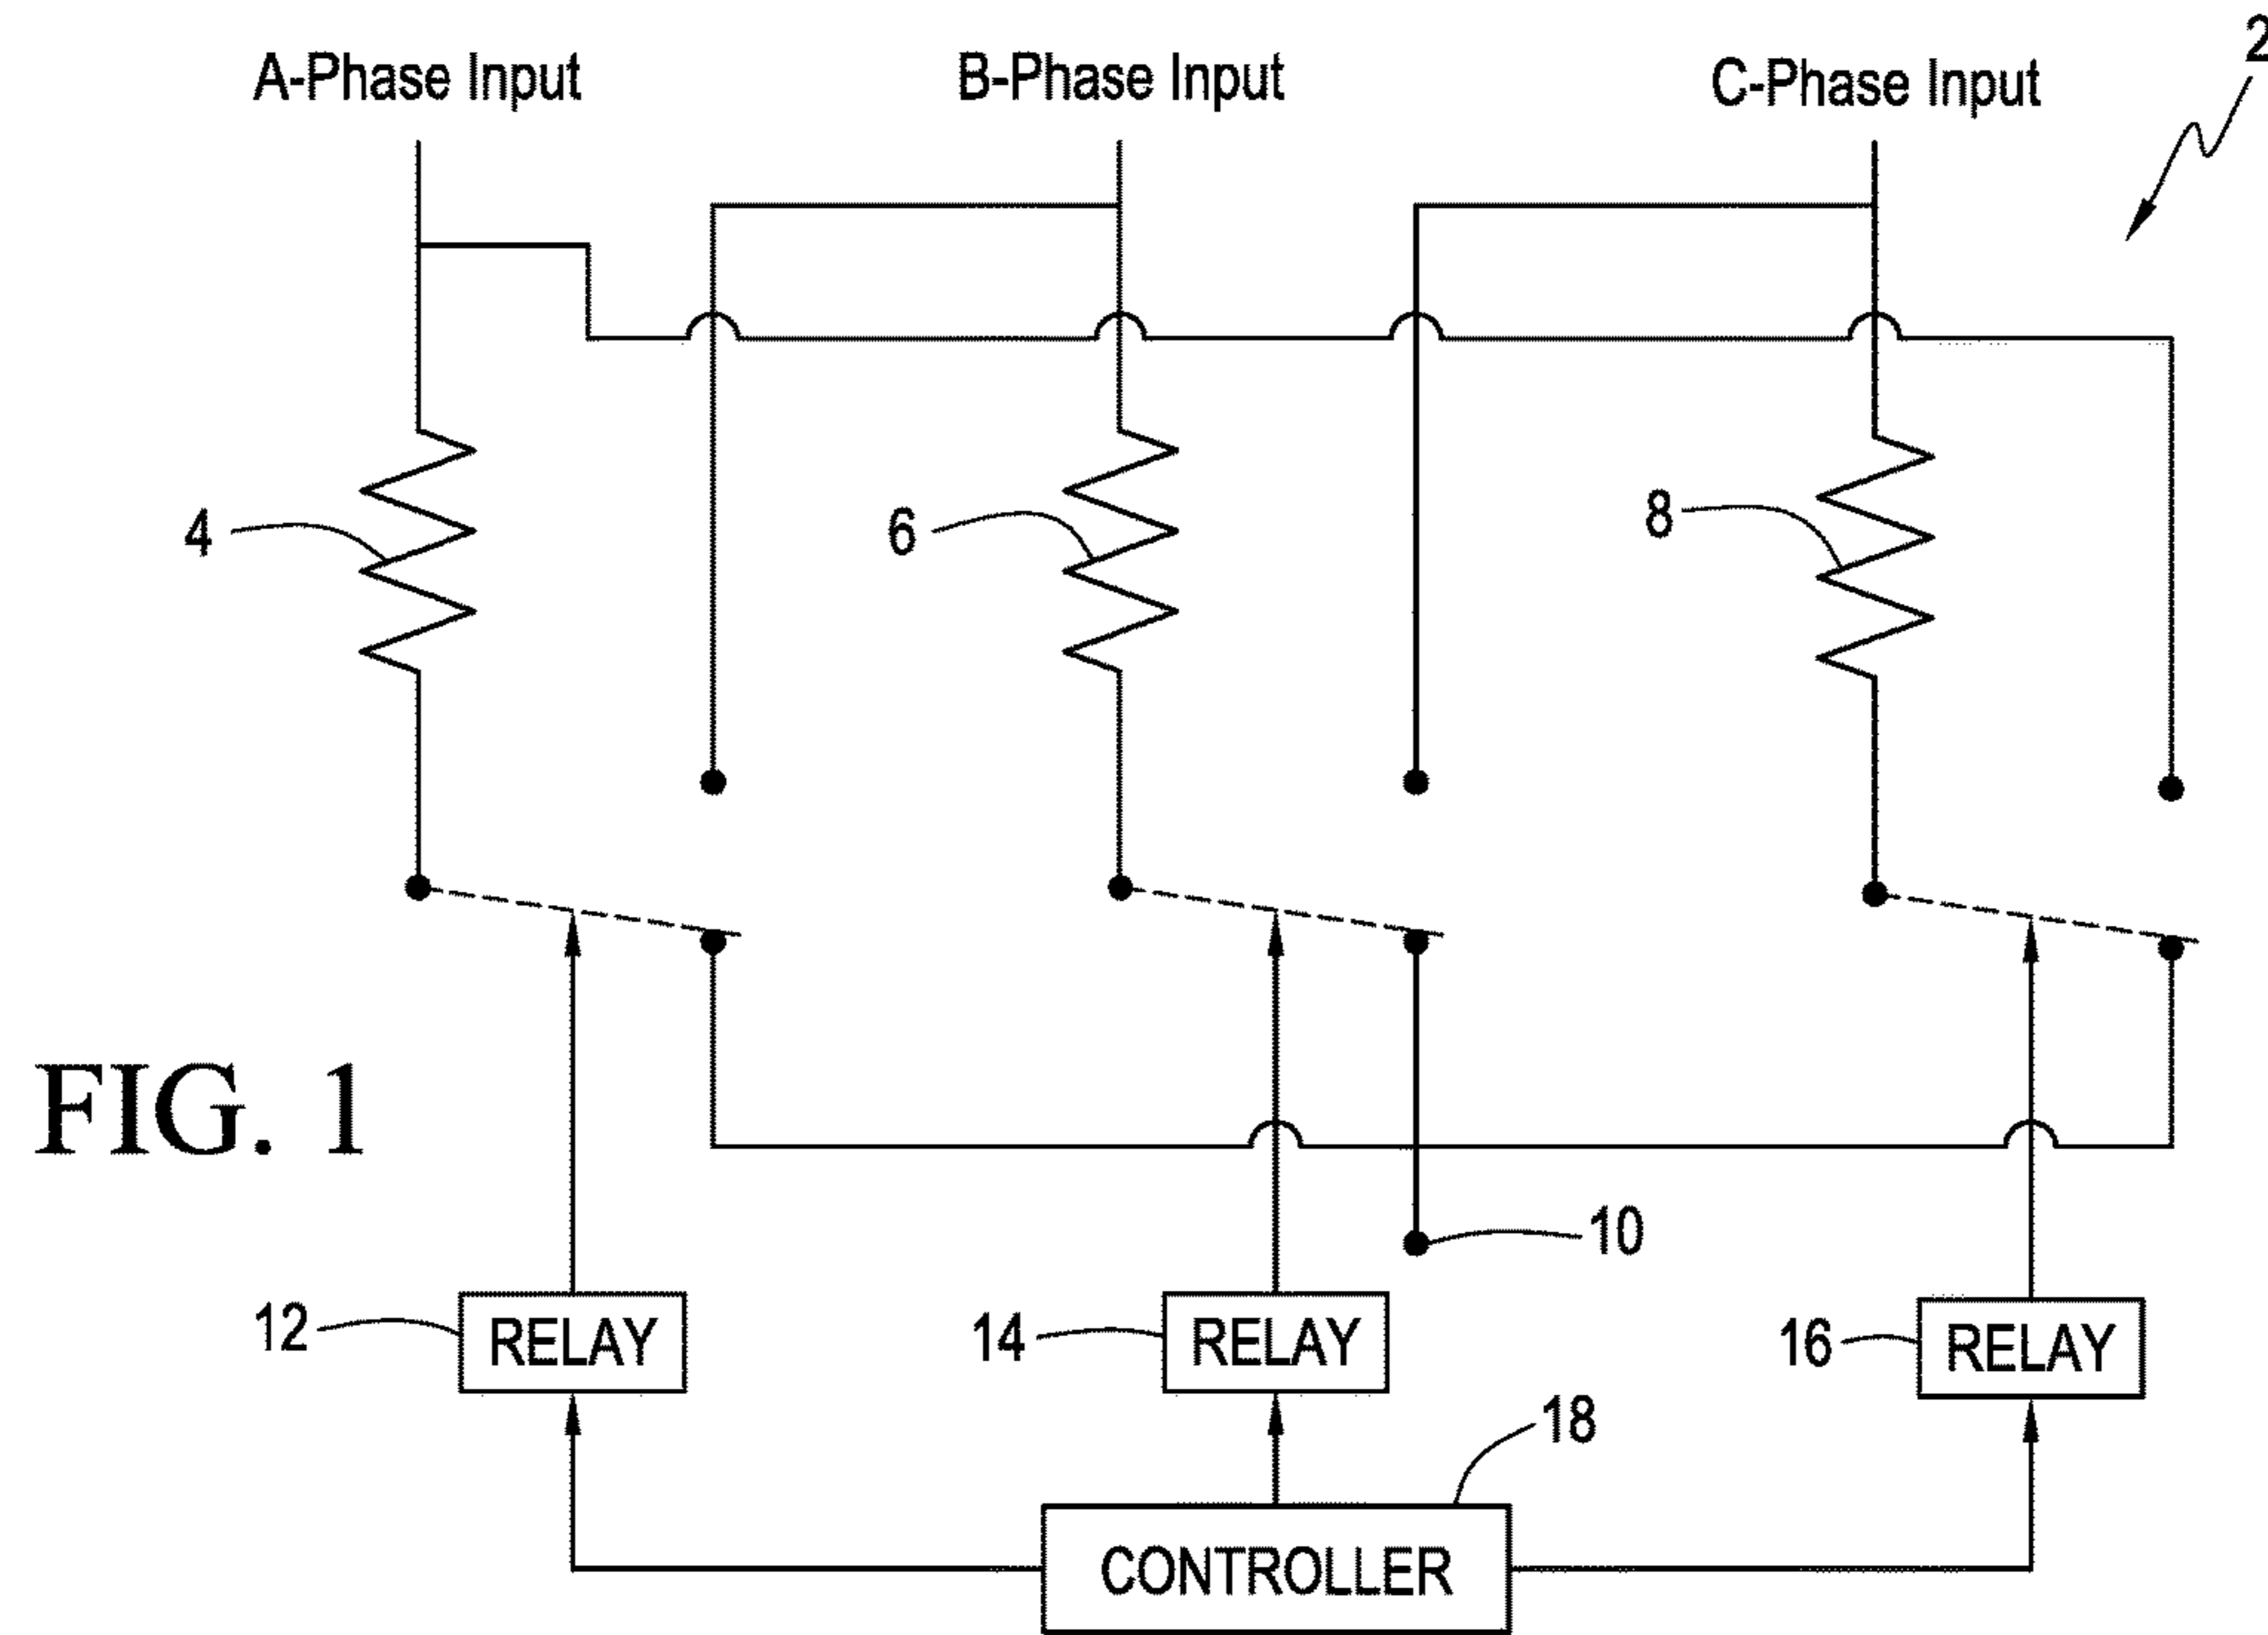 2
A-Phase Input
B-Phase Input
C-Phase Input
4
6
8
FIG. 1
10
12
RELAY
14
RELAY
16
RELAY
18
CONTROLLER